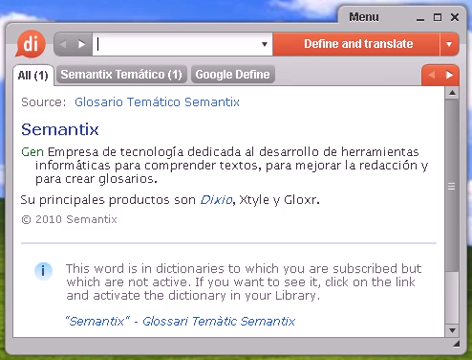 Menu
di
Define and translate
All (1)
Semantix Temático (1)
Google Define
Source: Glosario Temático Semantix
Semantix
Gen Empresa de tecnología dedicada al desarrollo de herramientas
informáticas para comprender textos, para mejorar la redacción y
para crear glosarios.
Su principales productos son Dixio, Xtyle y Gloxr.
© 2010 Semantix
i
This word is in dictionaries to which you are subscribed but
which are not active. If you want to see it, click on the link
and activate the dictionary in your Library.
"Semantix" - Glossari Temàtic Semantix